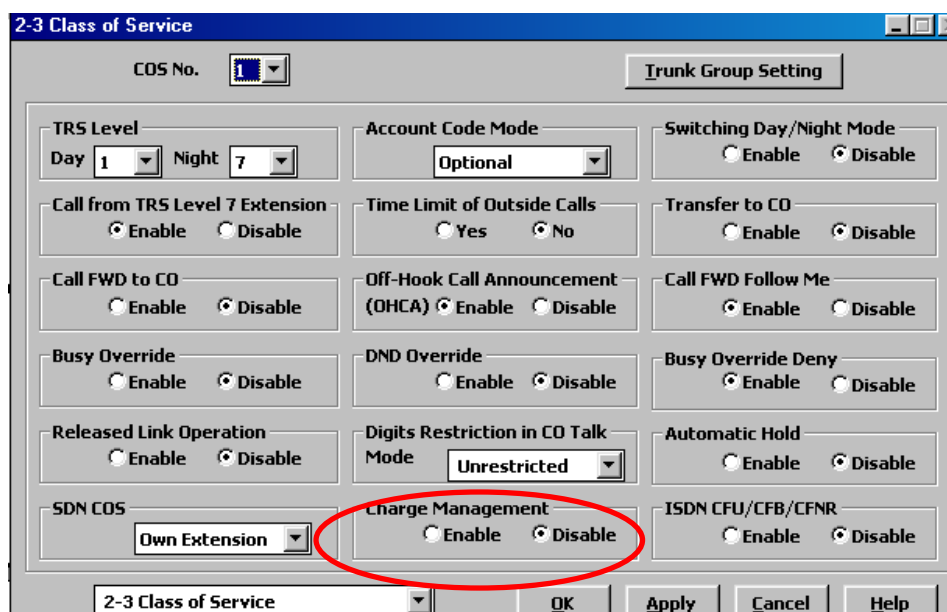 2-3 Class of Service
COS No. 1 Trunk Group Setting
TRS Level
Day 1 Night 7
Account Code Mode
Optional
Switching Day/Night Mode
Enable Disable
Call from TRS Level 7 Extension
Enable Disable
Time Limit of Outside Calls
Yes No
Transfer to CO
Enable Disable
Call FWD to CO
Enable Disable
Off-Hook Call Announcement
(OHCA) Enable Disable
Call FWD Follow Me
Enable Disable
Busy Override
Enable Disable
DND Override
Enable Disable
Busy Override Deny
Enable Disable
Released Link Operation
Enable Disable
Digits Restriction in CO Talk
Mode Unrestricted
Automatic Hold
Enable Disable
SDN COS
Own Extension
Charge Management
Enable Disable
ISDN CFU/CFB/CFNR
Enable Disable
2-3 Class of Service OK Apply Cancel Help